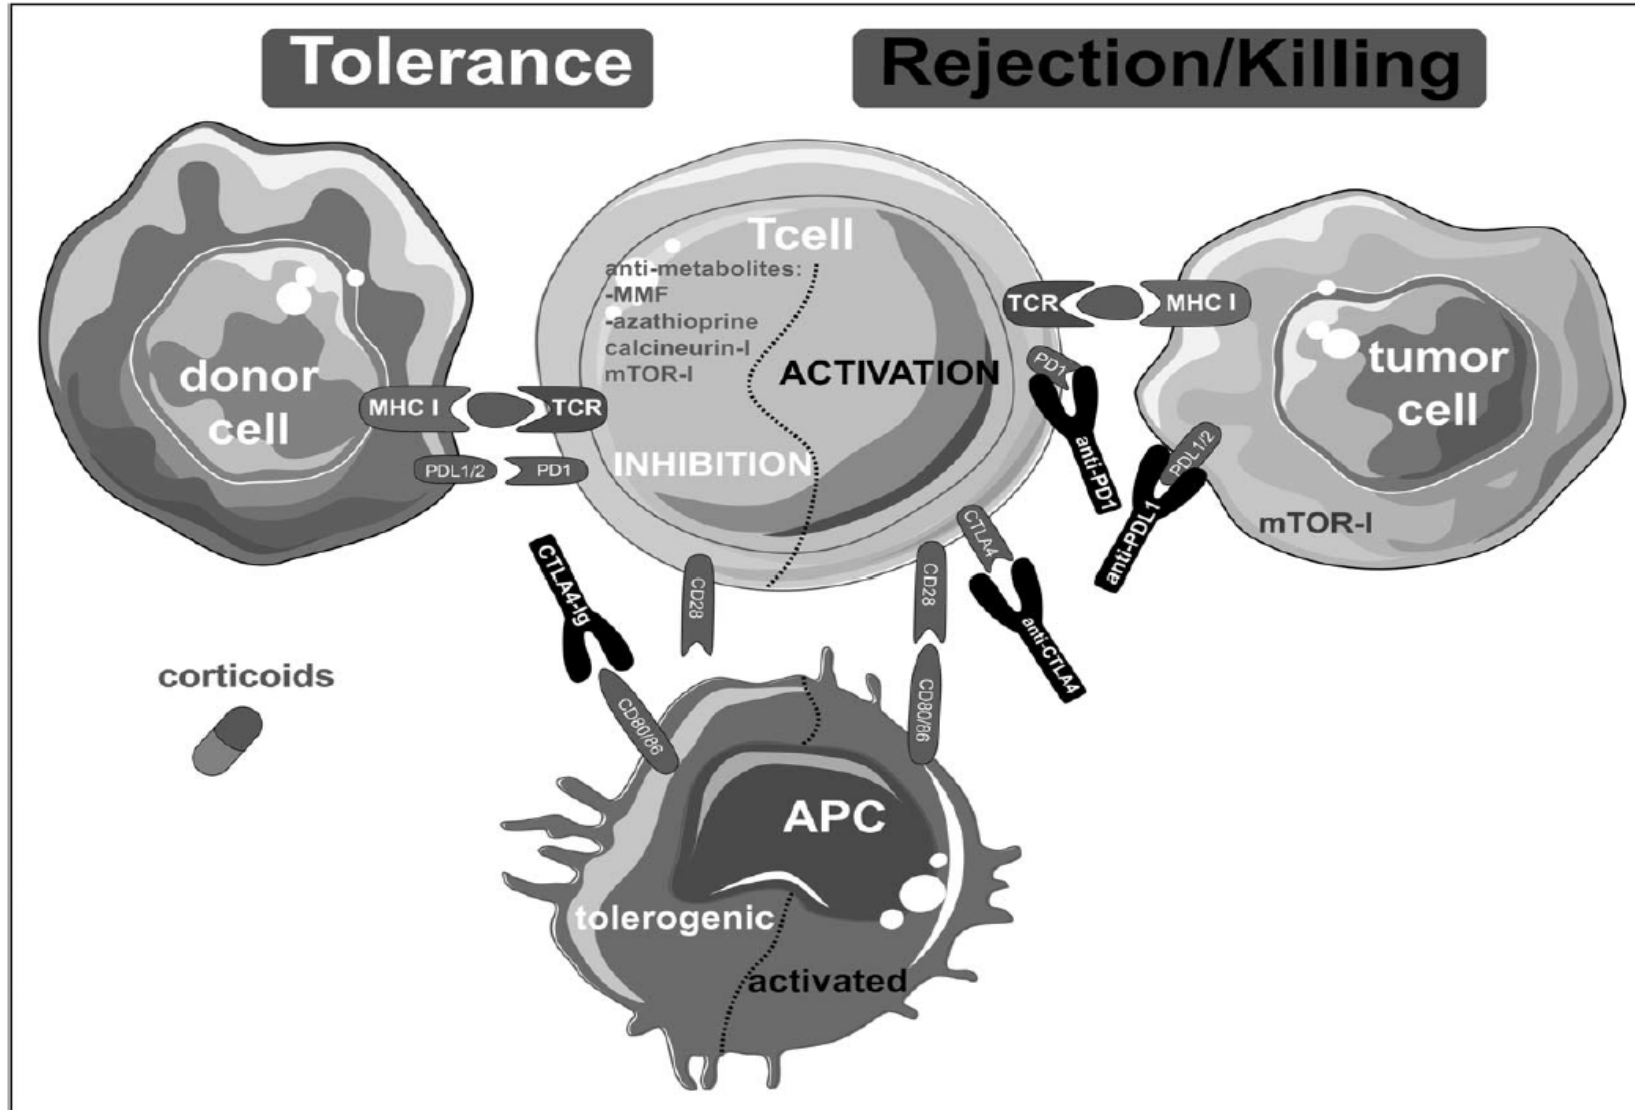 Tolerance
Rejection/Killing
Tcell
anti-metabolites:
-MMF
-azathioprine
calcineurin-I
mTOR-I
ACTIVATION
INHIBITION
donor
cell
MHC I
TCR
PDL1/2
PD1
TCR
MHC I
PD1
anti-PD1
PDL1/2
anti-PDL1
tumor
cell
mTOR-I
CTLA4-Ig
CD28
CD28
CTLA4
anti-CTLA4
CD80/86
CD80/86
corticoids
APC
tolerogenic
activated